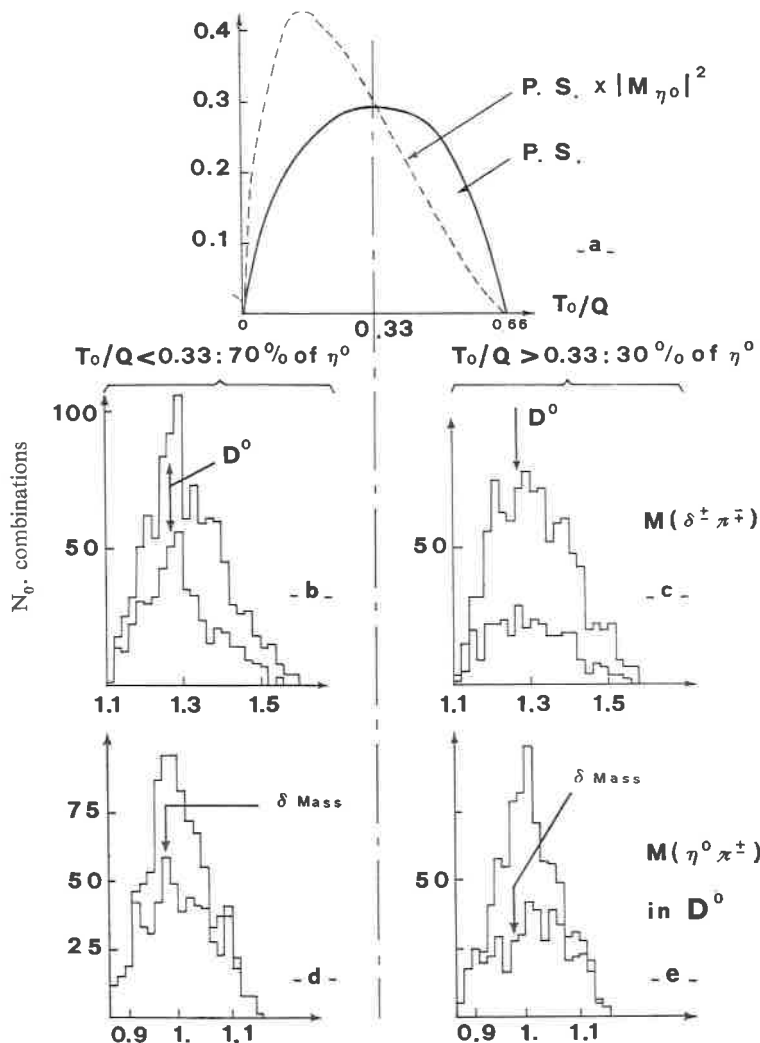 0.4
0.3
0.2
0.1
P. S. x |M η⁰|²
P. S.
- a -
T₀/Q
0
0.33
0.66
T₀/Q < 0.33 : 70 % of η⁰
T₀/Q > 0.33 : 30 % of η⁰
N₀. combinations
100
50
D⁰
- b -
1.1
1.3
1.5
D⁰
50
M ( δ± π∓ )
- c -
1.1
1.3
1.5
75
50
25
δ Mass
- d -
0.9
1.
1.1
δ Mass
50
M ( η⁰ π± )
in D⁰
- e -
0.9
1.
1.1